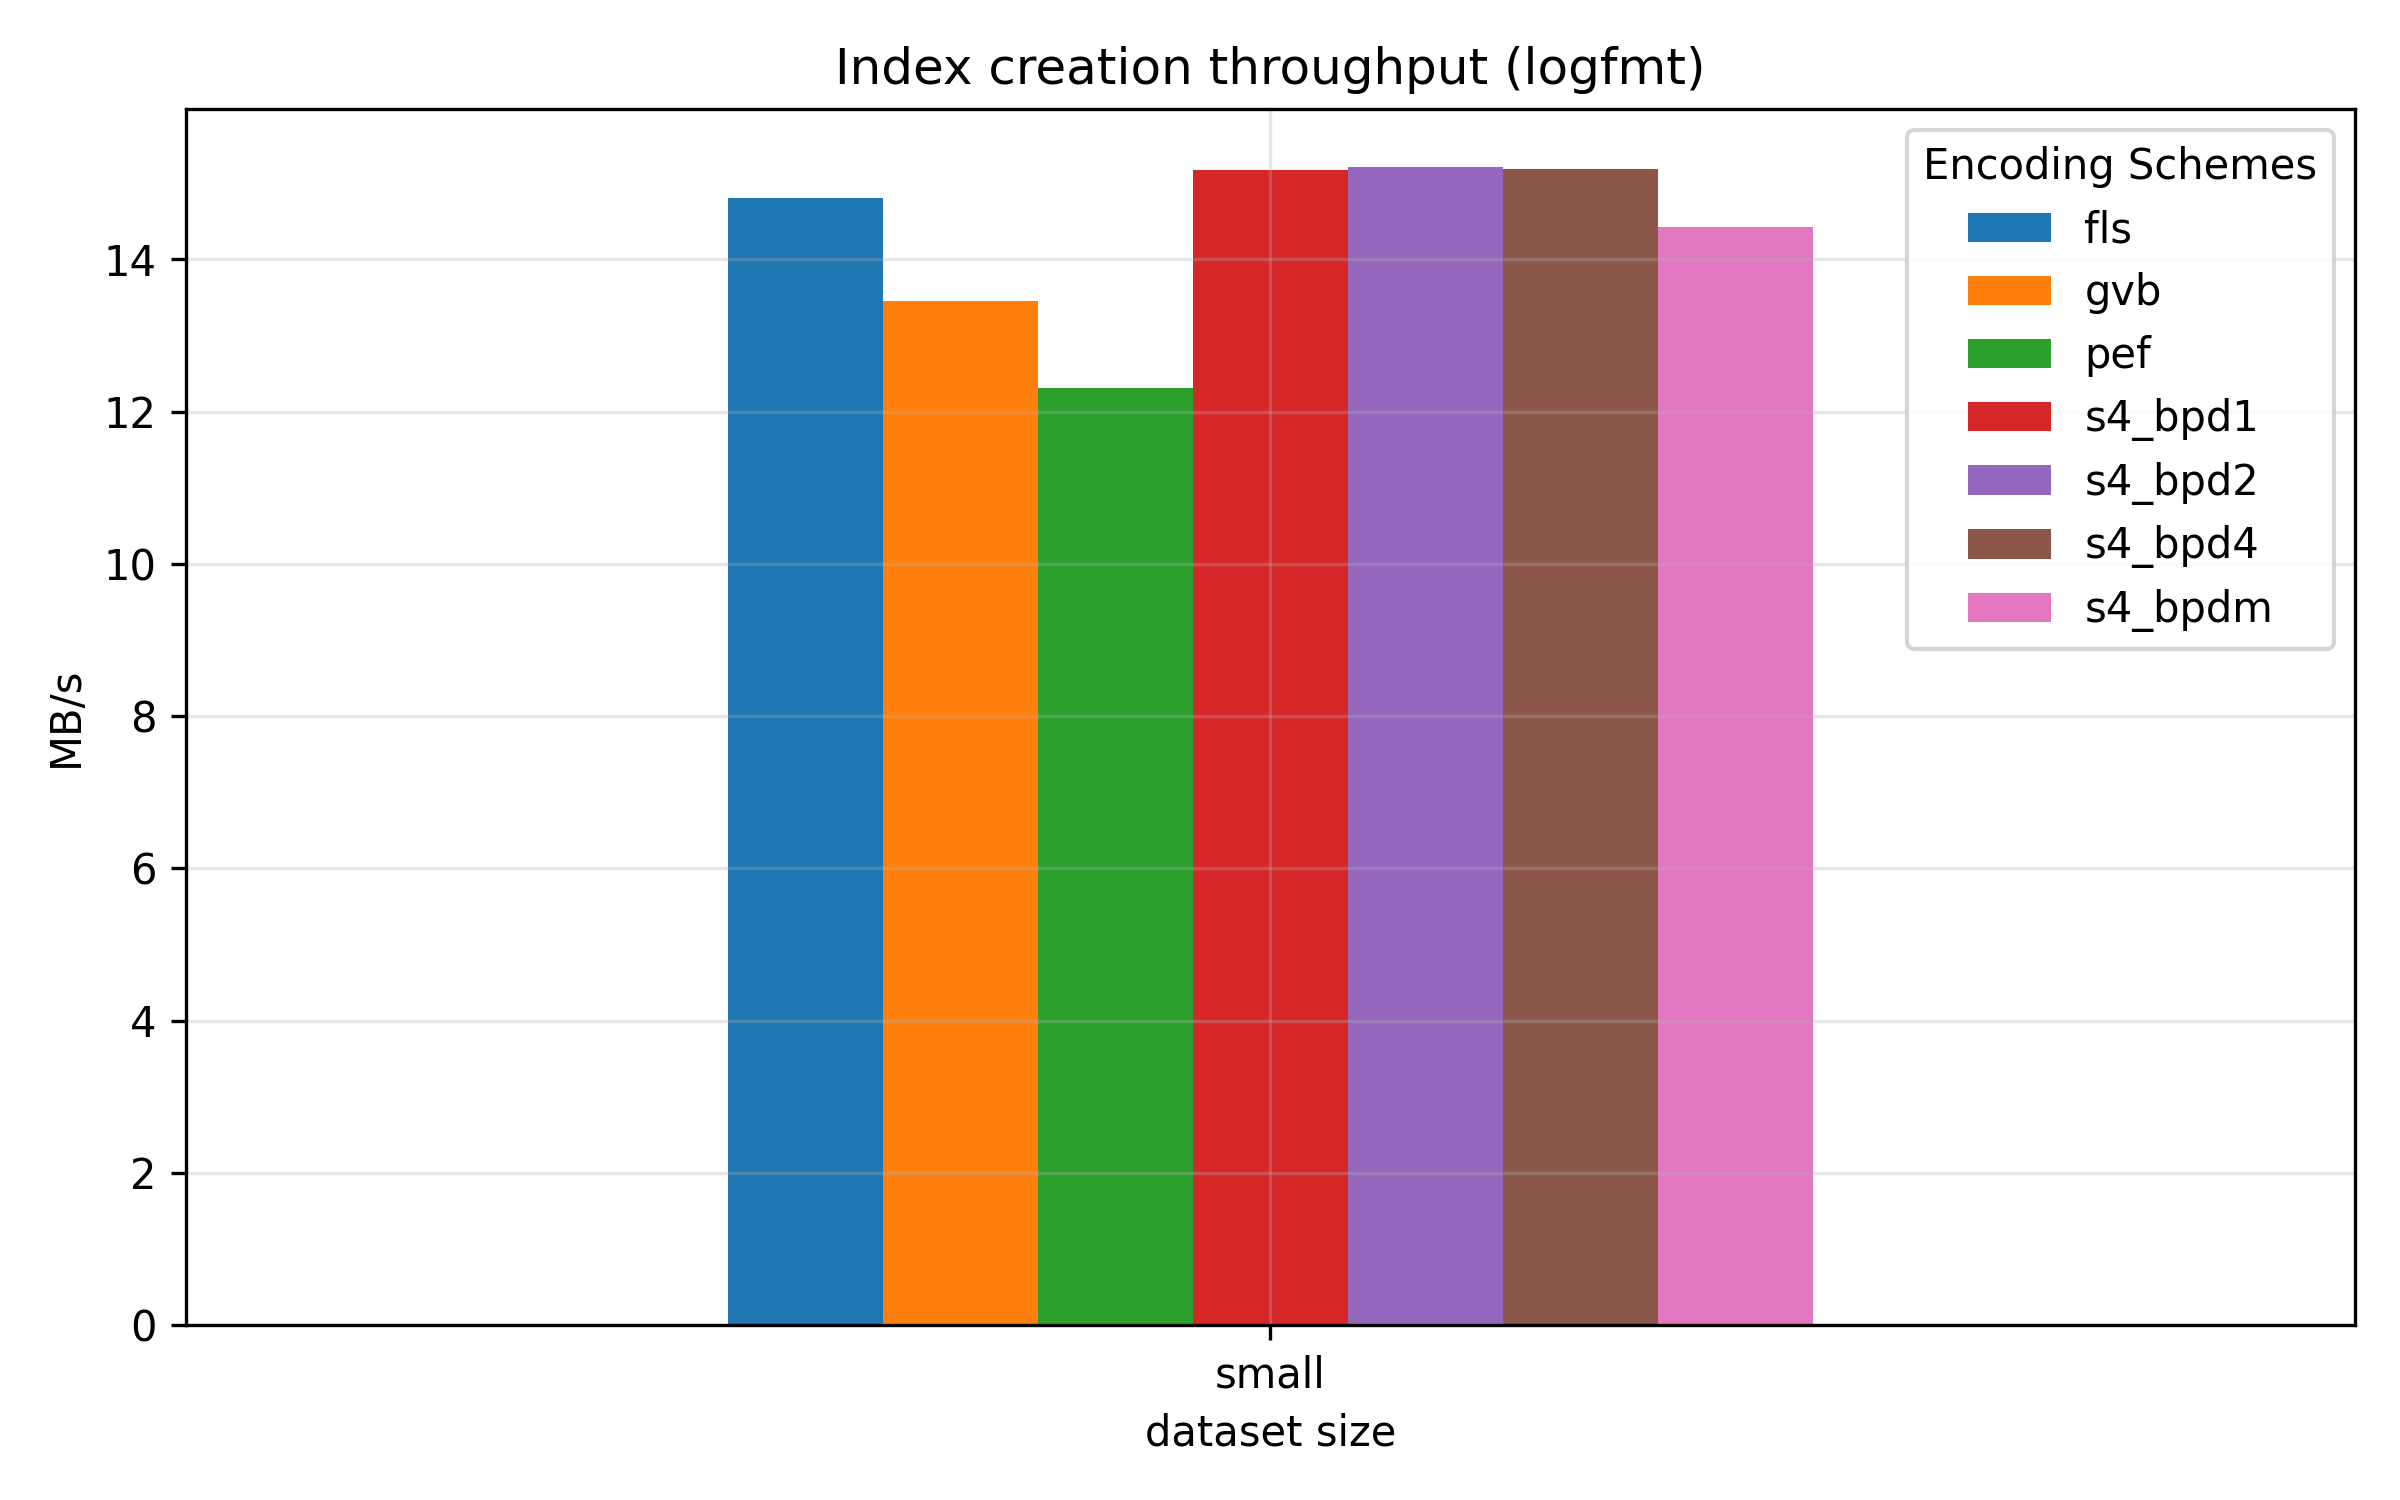 Index creation throughput (logfmt)
Encoding Schemes
fls
gvb
pef
s4_bpd1
s4_bpd2
s4_bpd4
s4_bpdm
MB/s
14
12
10
8
6
4
2
0
small
dataset size